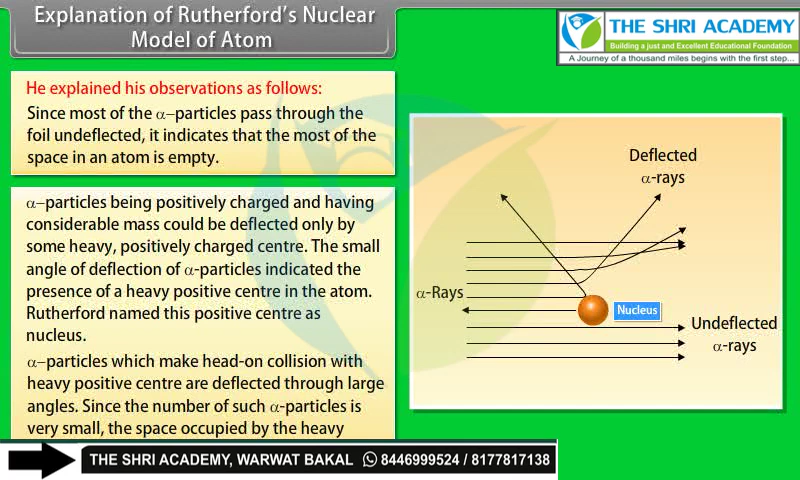 Explanation of Rutherford's Nuclear
Model of Atom
THE SHRI ACADEMY
Building a just and Excellent Educational Foundation
A Journey of a thousand miles begins with the first step...
He explained his observations as follows:
Since most of the α–particles pass through the
foil undeflected, it indicates that the most of the
space in an atom is empty.
α–particles being positively charged and having
considerable mass could be deflected only by
some heavy, positively charged centre. The small
angle of deflection of α-particles indicated the
presence of a heavy positive centre in the atom.
Rutherford named this positive centre as
nucleus.
α–particles which make head-on collision with
heavy positive centre are deflected through large
angles. Since the number of such α-particles is
very small, the space occupied by the heavy
Deflected
α-rays
α-Rays
Nucleus
Undeflected
α-rays
THE SHRI ACADEMY, WARWAT BAKAL 8446999524 / 8177817138